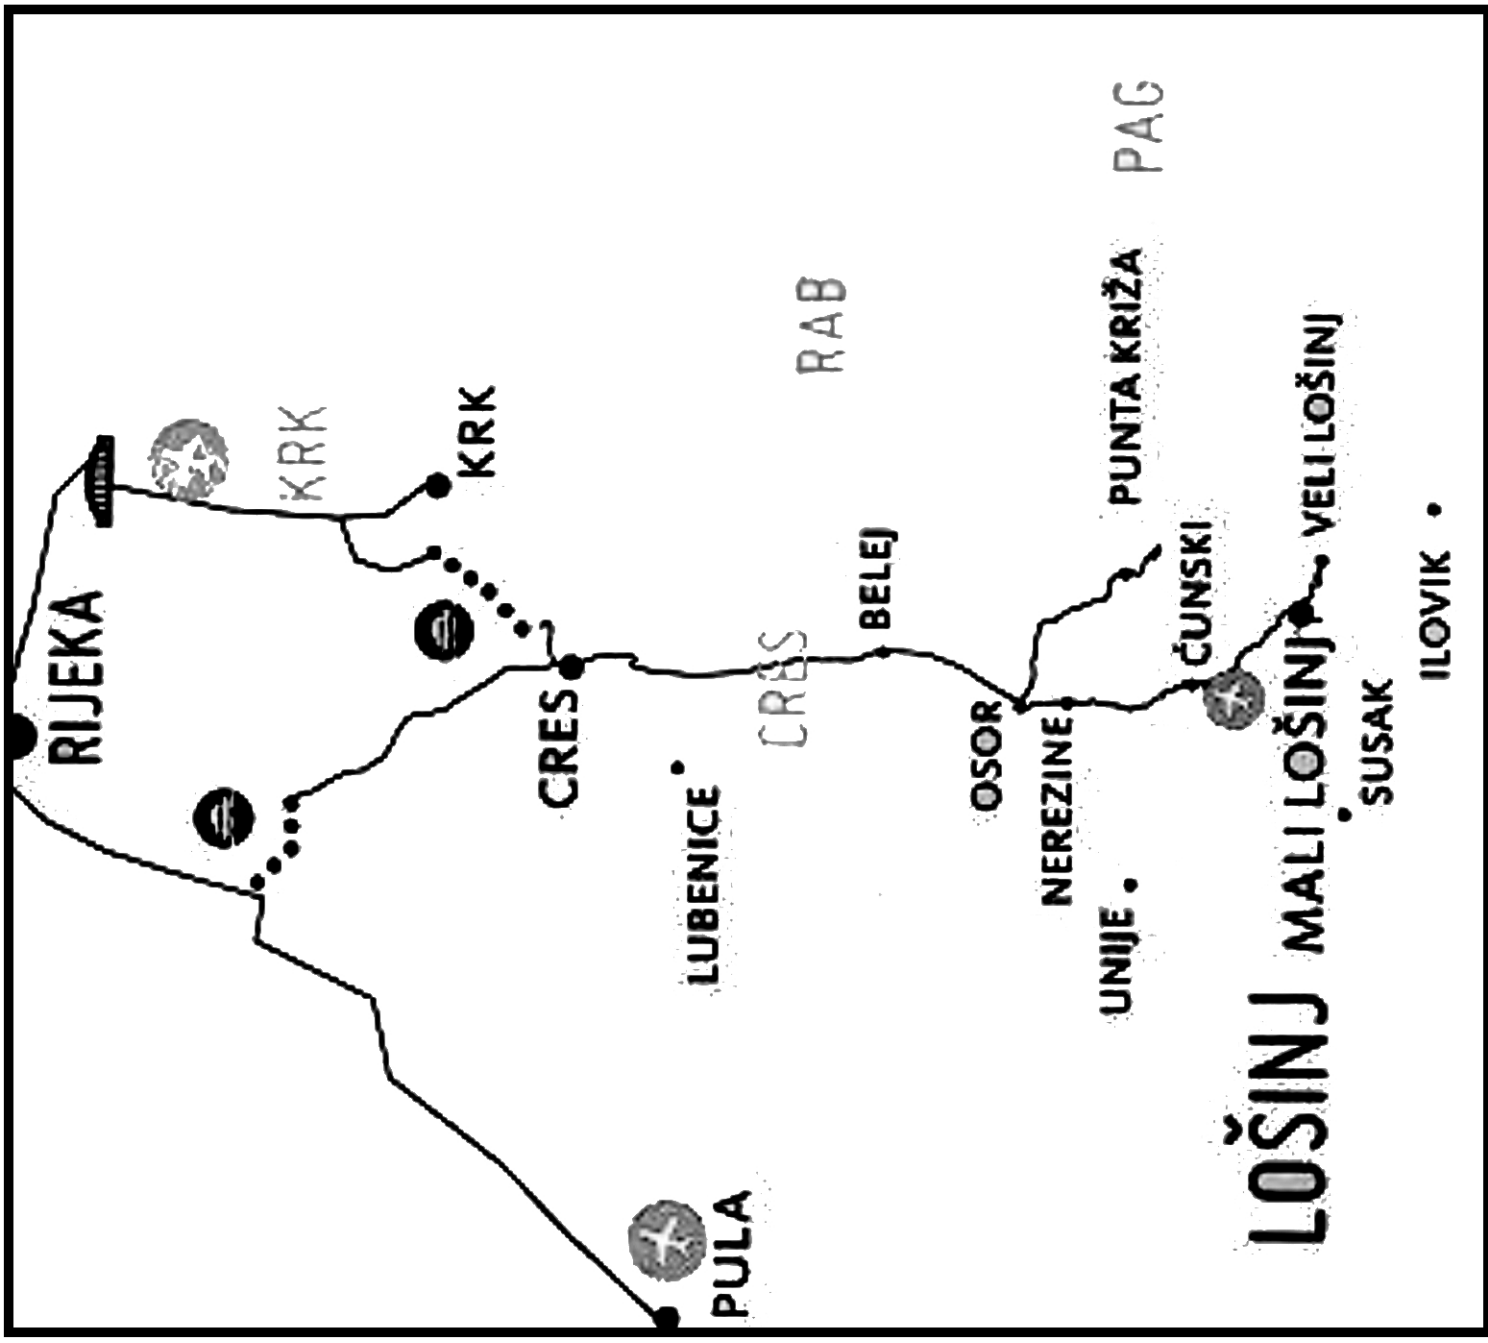 RIJEKA
KRK
KRK
CRES
LUBENICE
PULA
CRES
RAB
BELEJ
OSOR
NEREZINE
UNIJE
PUNTA KRIŽA
PAG
ĆUNSKI
LOŠINJ
MALI LOŠINJ
VELI LOŠINJ
SUSAK
ILOVIK